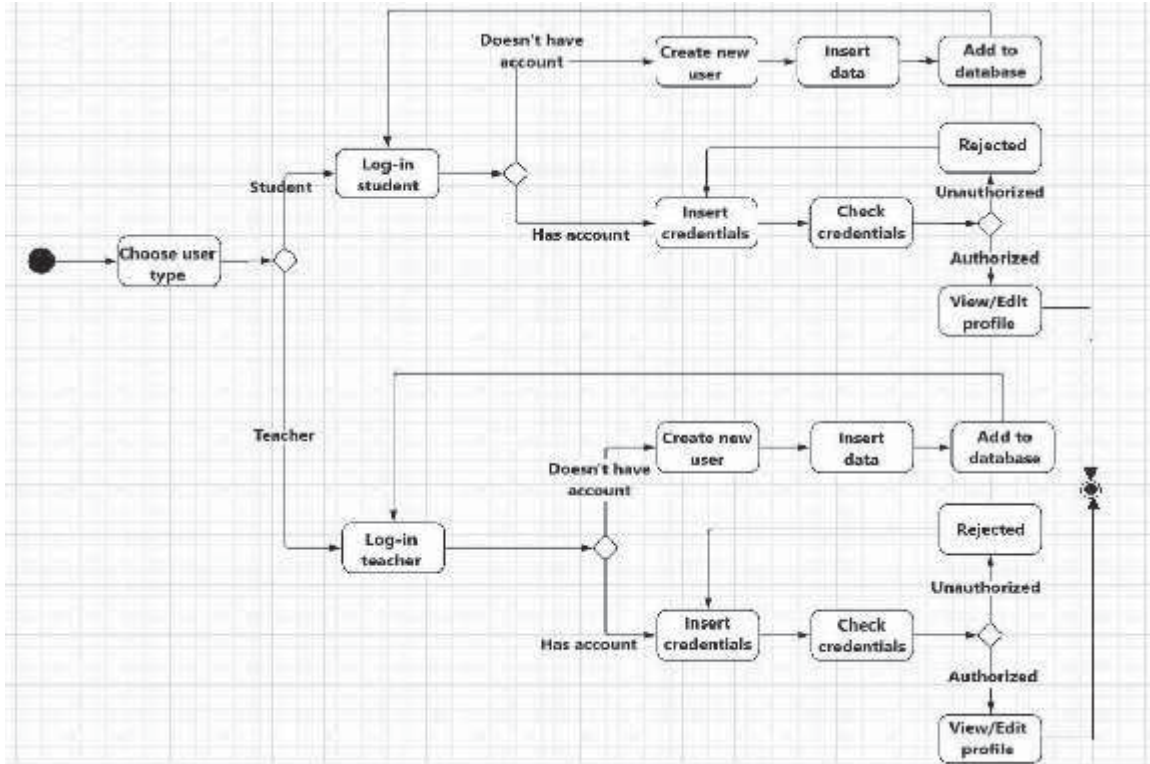 Doesn't have
account
Create new
user
Insert
data
Add to
database
Log-in
student
Student
Rejected
Unauthorized
Has account
Insert
credentials
Check
credentials
Choose user
type
Authorized
View/Edit
profile
Teacher
Create new
user
Insert
data
Add to
database
Doesn't have
account
Log-in
teacher
Rejected
Unauthorized
Has account
Insert
credentials
Check
credentials
Authorized
View/Edit
profile